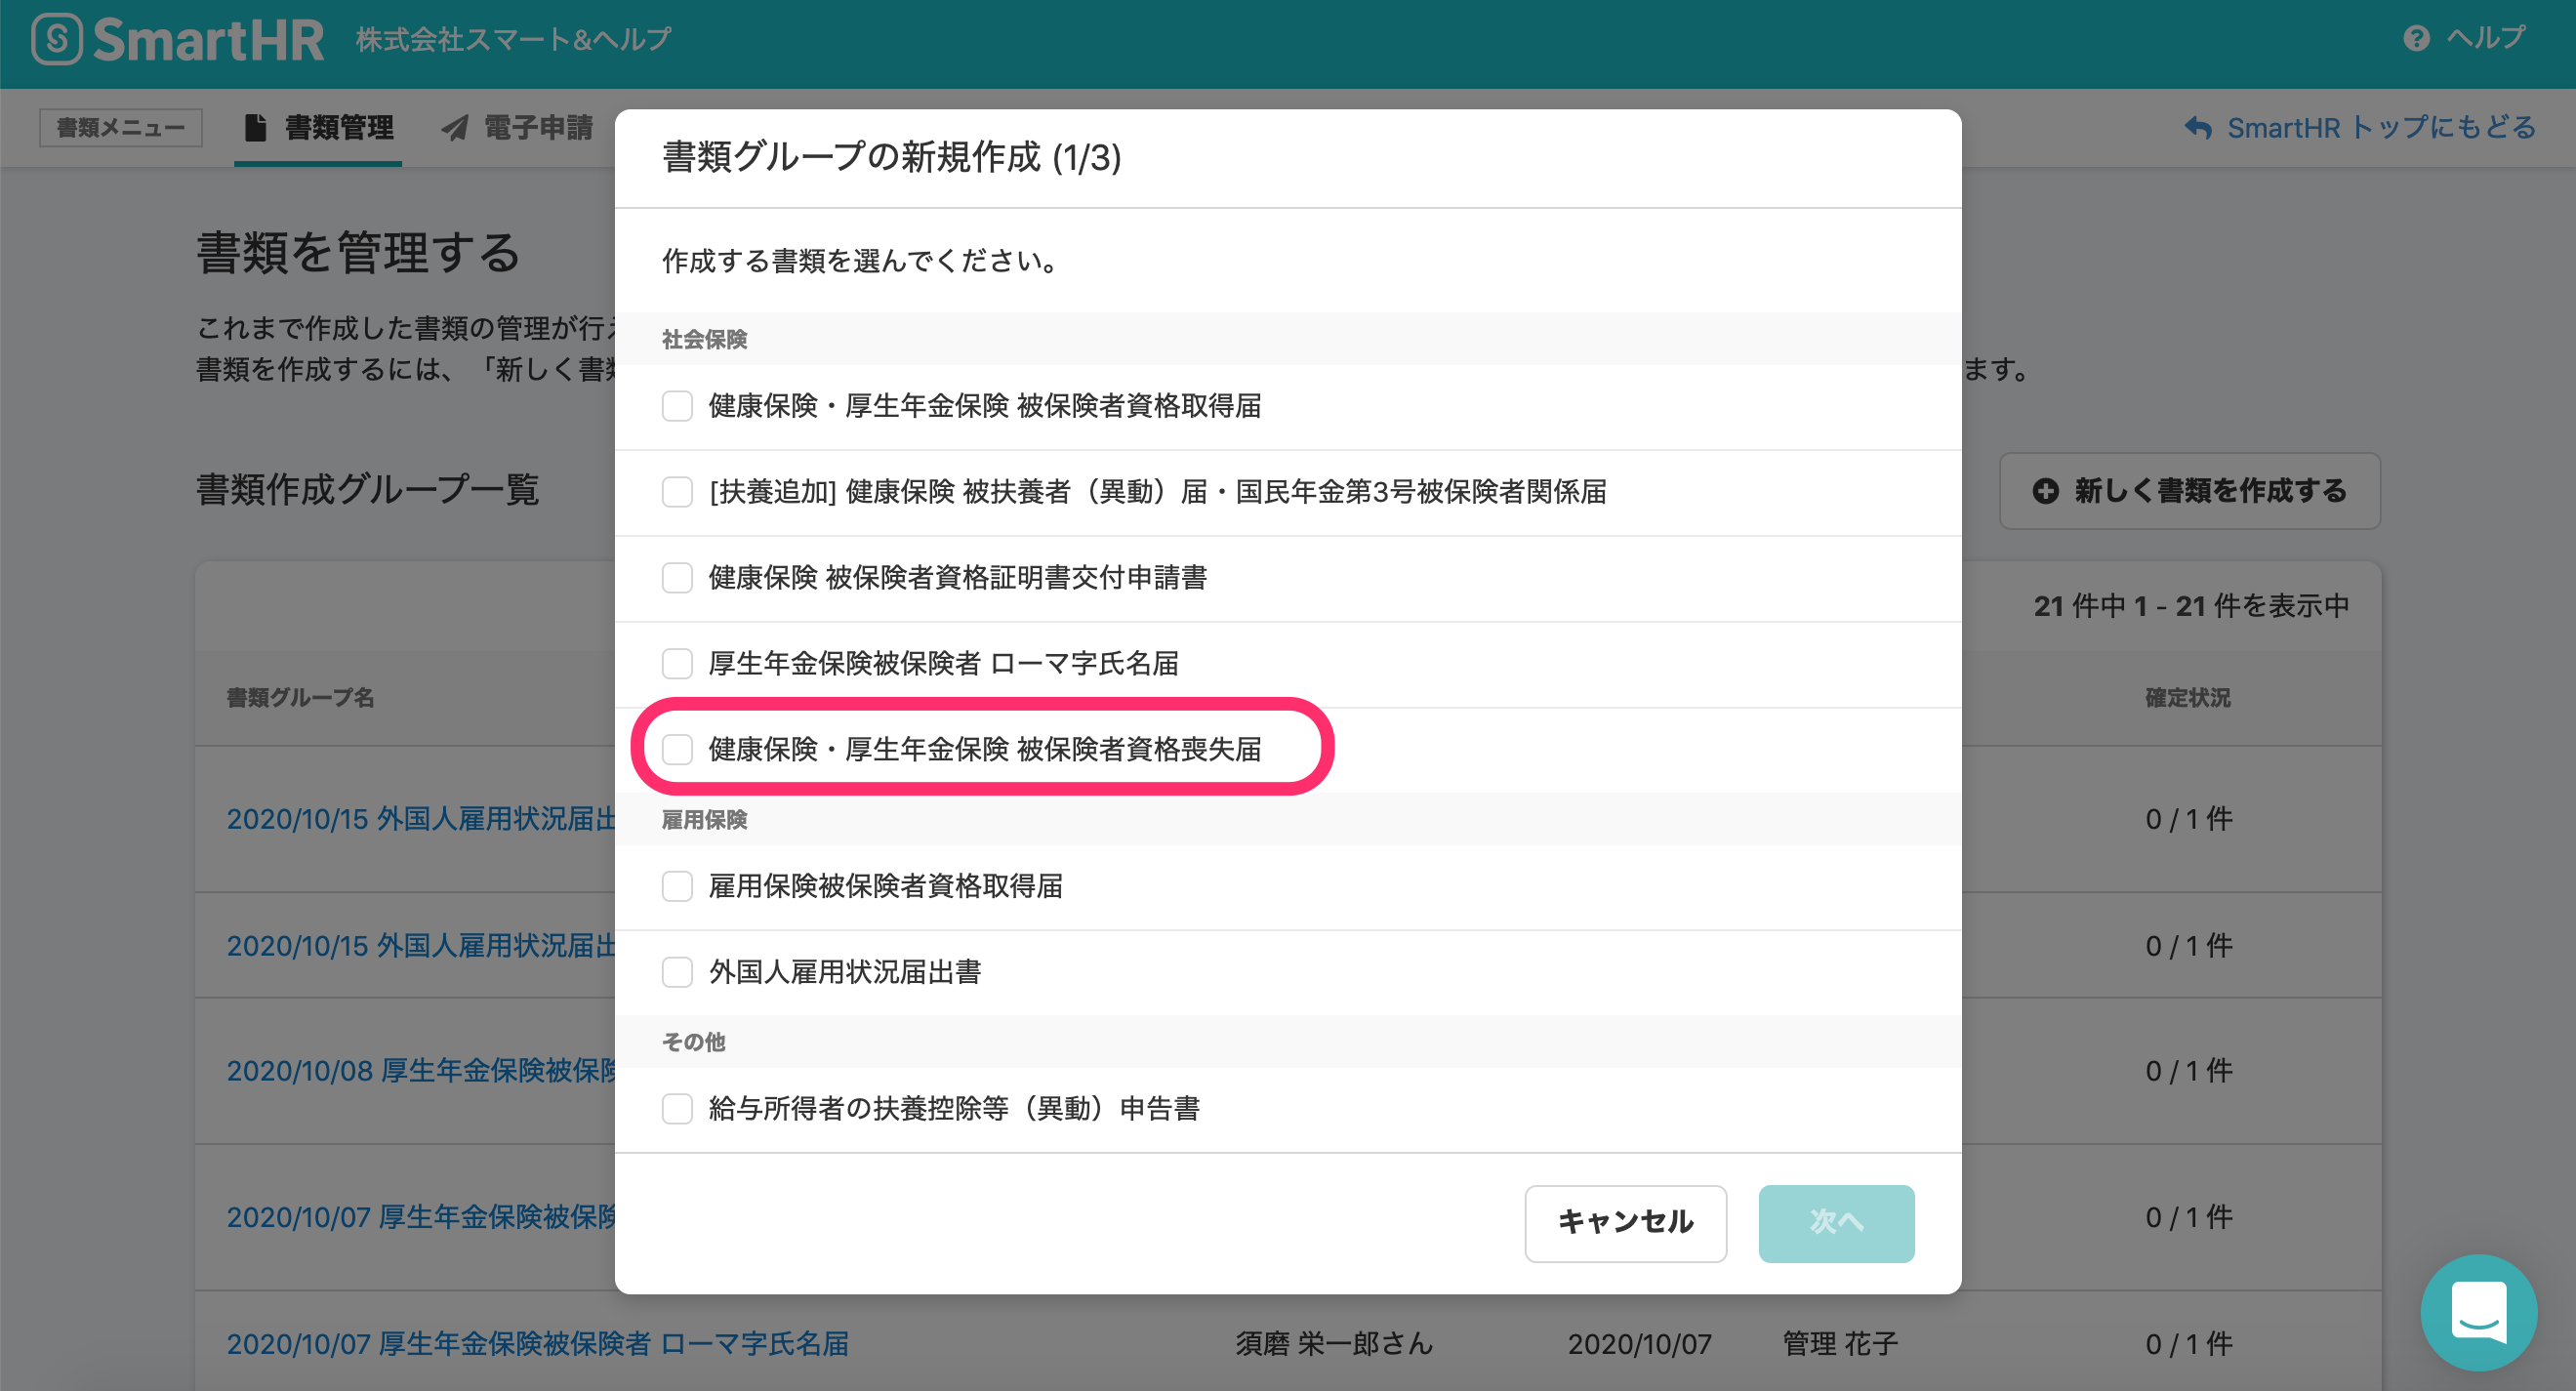 SmartHR 株式会社スマート&ヘルプ
ヘルプ
書類メニュー 書類管理 電子申請
SmartHR トップにもどる
書類を管理する
これまで作成した書類の管理が行え
書類を作成するには、「新しく書類
ます。
書類作成グループ一覧
新しく書類を作成する
21 件中 1 - 21 件を表示中
書類グループ名
確定状況
2020/10/15 外国人雇用状況届出
0 / 1 件
2020/10/15 外国人雇用状況届出
0 / 1 件
2020/10/08 厚生年金保険被保険
0 / 1 件
2020/10/07 厚生年金保険被保険
0 / 1 件
2020/10/07 厚生年金保険被保険者 ローマ字氏名届
須磨 栄一郎さん
2020/10/07
管理 花子
0 / 1 件
書類グループの新規作成 (1/3)
作成する書類を選んでください。
社会保険
健康保険・厚生年金保険 被保険者資格取得届
[扶養追加] 健康保険 被扶養者（異動）届・国民年金第3号被保険者関係届
健康保険 被保険者資格証明書交付申請書
厚生年金保険被保険者 ローマ字氏名届
健康保険・厚生年金保険 被保険者資格喪失届
雇用保険
雇用保険被保険者資格取得届
外国人雇用状況届出書
その他
給与所得者の扶養控除等（異動）申告書
キャンセル
次へ